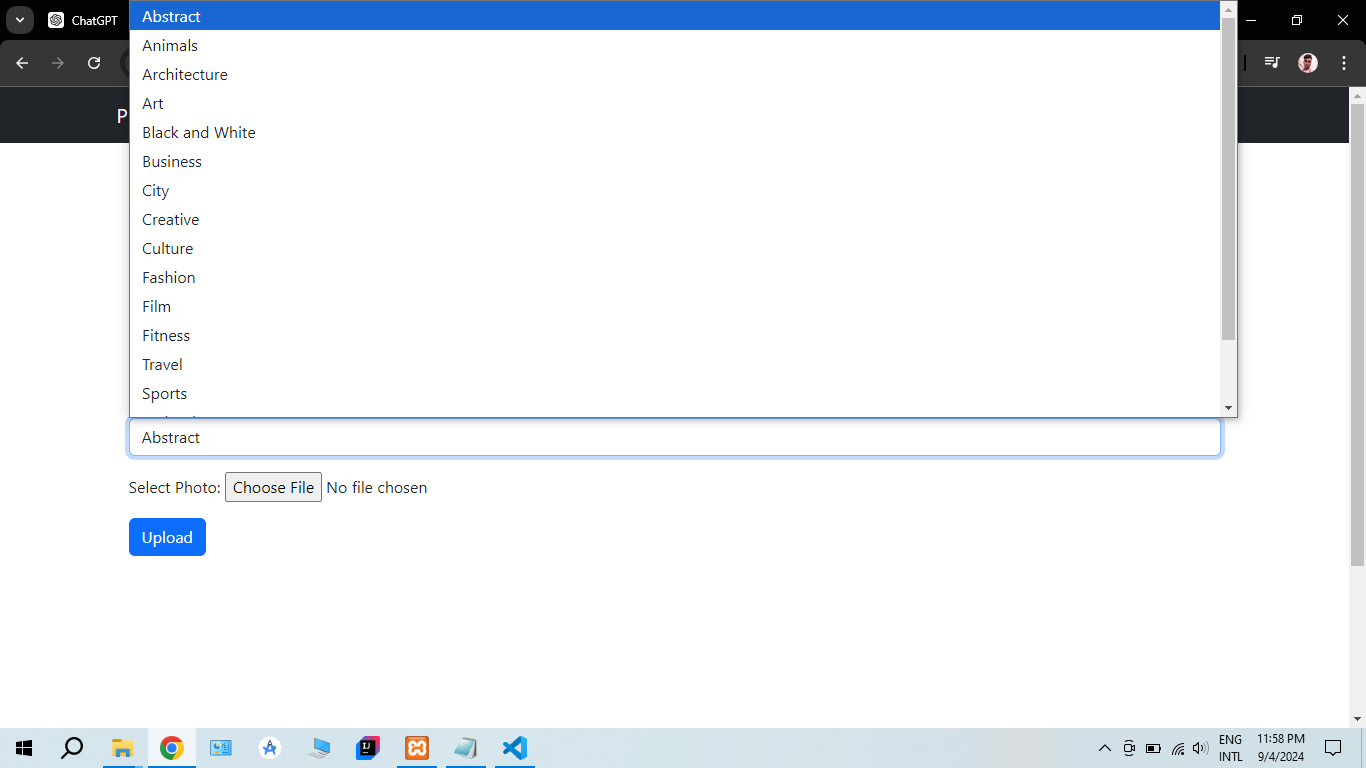 ChatGPT
P
Abstract
Animals
Architecture
Art
Black and White
Business
City
Creative
Culture
Fashion
Film
Fitness
Travel
Sports
Abstract
Select Photo: Choose File No file chosen
Upload
ENG
INTL
11:58 PM
9/4/2024